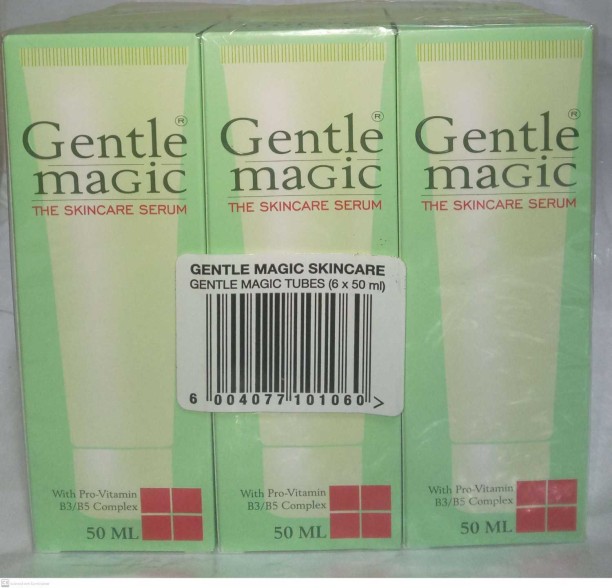 Gentle®
magic
THE SKINCARE SERUM
With Pro-Vitamin
B3/B5 Complex
50 ML
Gentle®
magic
THE SKINCARE SERUM
GENTLE MAGIC SKINCARE
GENTLE MAGIC TUBES (6 x 50 ml)
6 004077 101060 >
With Pro-Vitamin
B3/B5 Complex
50 ML
Gentle®
magic
THE SKINCARE SERUM
With Pro-Vitamin
B3/B5 Complex
50 ML